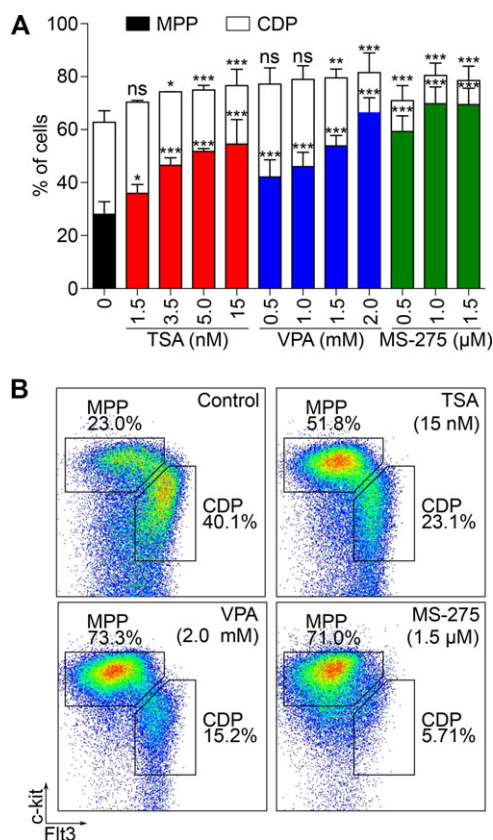 A
MPP
CDP
% of cells
100
80
60
40
20
0
ns
*
***
***
ns
ns
**
***
***
***
***
*
***
***
***
***
***
***
***
***
***
***
0
1.5
3.5
5.0
15
0.5
1.0
1.5
2.0
0.5
1.0
1.5
TSA (nM)
VPA (mM)
MS-275 (µM)
B
Control
MPP
23.0%
CDP
40.1%
TSA
(15 nM)
MPP
51.8%
CDP
23.1%
VPA
(2.0 mM)
MPP
73.3%
CDP
15.2%
MS-275
(1.5 µM)
MPP
71.0%
CDP
5.71%
c-kit
Flt3